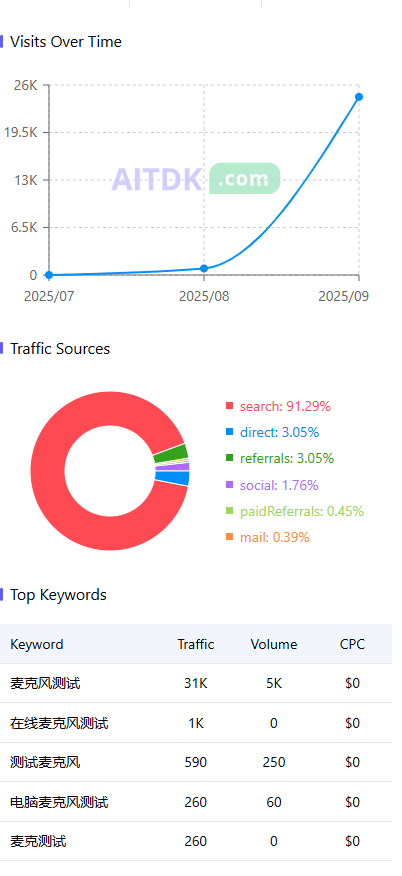 Visits Over Time
26K
19.5K
13K
6.5K
0
AITDK .com
2025/07 2025/08 2025/09
Traffic Sources
search: 91.29%
direct: 3.05%
referrals: 3.05%
social: 1.76%
paidReferrals: 0.45%
mail: 0.39%
Top Keywords
Keyword Traffic Volume CPC
麦克风测试 31K 5K $0
在线麦克风测试 1K 0 $0
测试麦克风 590 250 $0
电脑麦克风测试 260 60 $0
麦克测试 260 0 $0